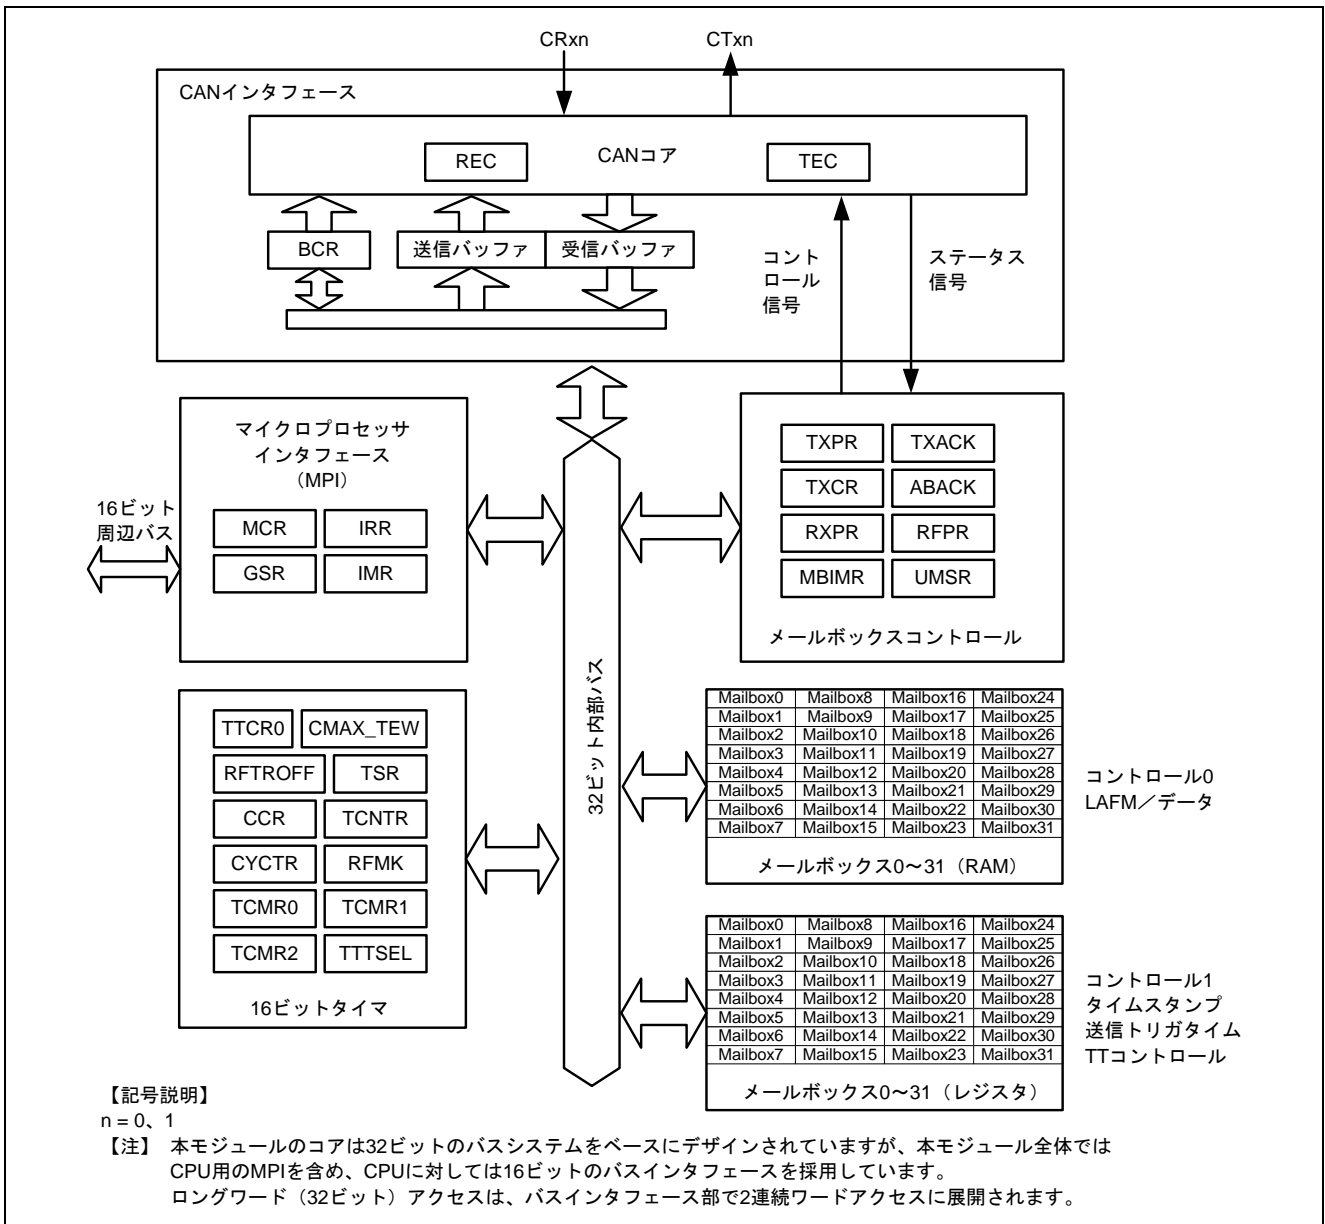 CRxn CTxn
CANインタフェース
REC CANコア TEC
BCR 送信バッファ 受信バッファ
コント
ロール
信号
ステータス
信号
マイクロプロセッサ
インタフェース
（MPI）
16ビット
周辺バス
MCR IRR
GSR IMR
TXPR TXACK
TXCR ABACK
RXPR RFPR
MBIMR UMSR
メールボックスコントロール
32ビット内部バス
TTCR0 CMAX_TEW
RFTROFF TSR
CCR TCNTR
CYCTR RFMK
TCMR0 TCMR1
TCMR2 TTTSEL
16ビットタイマ
Mailbox0 Mailbox8 Mailbox16 Mailbox24
Mailbox1 Mailbox9 Mailbox17 Mailbox25
Mailbox2 Mailbox10 Mailbox18 Mailbox26
Mailbox3 Mailbox11 Mailbox19 Mailbox27
Mailbox4 Mailbox12 Mailbox20 Mailbox28
Mailbox5 Mailbox13 Mailbox21 Mailbox29
Mailbox6 Mailbox14 Mailbox22 Mailbox30
Mailbox7 Mailbox15 Mailbox23 Mailbox31
メールボックス0～31（RAM）
コントロール0
LAFM／データ
Mailbox0 Mailbox8 Mailbox16 Mailbox24
Mailbox1 Mailbox9 Mailbox17 Mailbox25
Mailbox2 Mailbox10 Mailbox18 Mailbox26
Mailbox3 Mailbox11 Mailbox19 Mailbox27
Mailbox4 Mailbox12 Mailbox20 Mailbox28
Mailbox5 Mailbox13 Mailbox21 Mailbox29
Mailbox6 Mailbox14 Mailbox22 Mailbox30
Mailbox7 Mailbox15 Mailbox23 Mailbox31
メールボックス0～31（レジスタ）
コントロール1
タイムスタンプ
送信トリガタイム
TTコントロール
【記号説明】
n = 0、1
【注】 本モジュールのコアは32ビットのバスシステムをベースにデザインされていますが、本モジュール全体では
CPU用のMPIを含め、CPUに対しては16ビットのバスインタフェースを採用しています。
ロングワード（32ビット）アクセスは、バスインタフェース部で2連続ワードアクセスに展開されます。